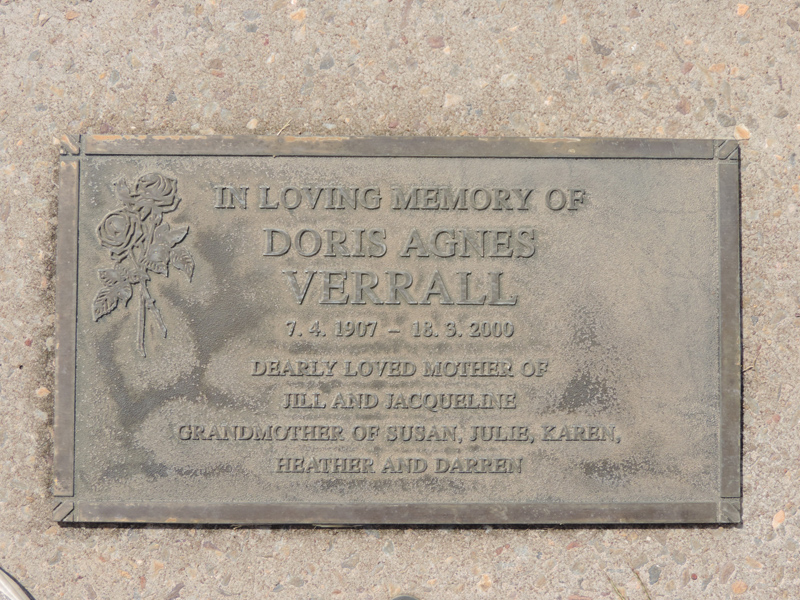 IN LOVING MEMORY OF
DORIS AGNES
VERRALL
7. 4. 1907 – 18. 3. 2000
DEARLY LOVED MOTHER OF
JILL AND JACQUELINE
GRANDMOTHER OF SUSAN, JULIE, KAREN,
HEATHER AND DARREN